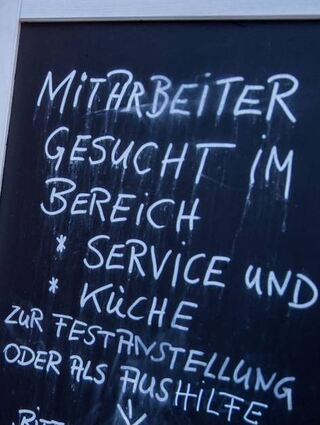 MITARBEITER
GESUCHT IM
BEREICH
* SERVICE UND
* KÜCHE
ZUR FESTANSTELLUNG
ODER ALS AUSHILFE